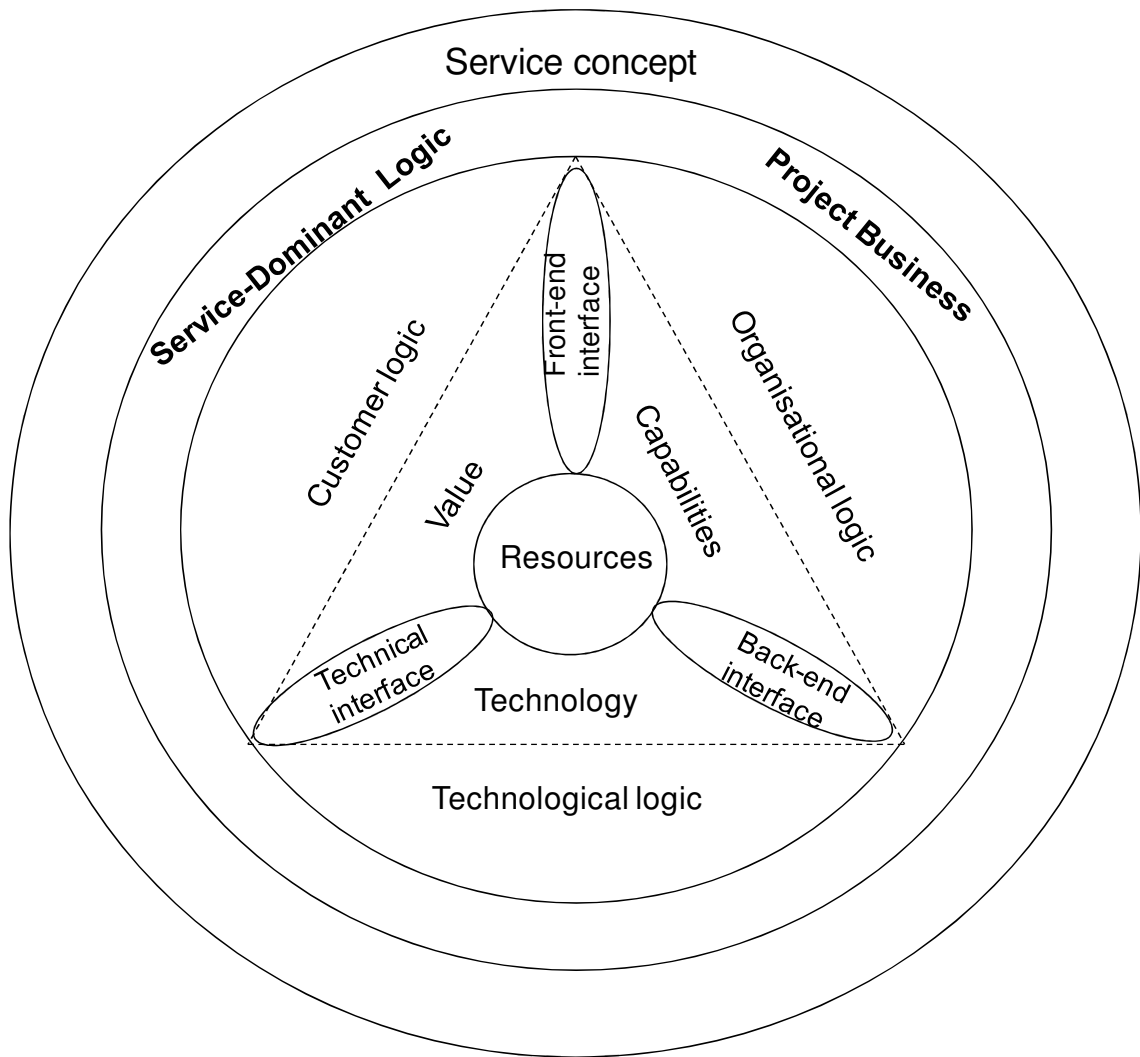 Service concept
Service-Dominant Logic
Project Business
Customer logic
Organisational logic
Front-end
interface
Value
Capabilities
Resources
Technical
interface
Back-end
interface
Technology
Technological logic